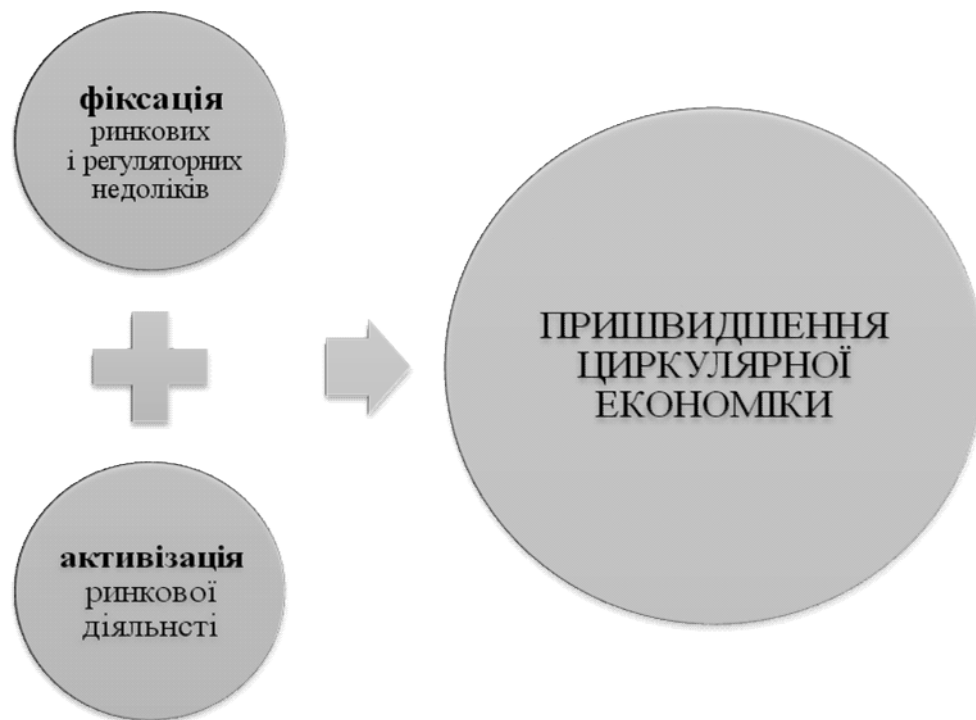 фіксація
ринкових
і регуляторних
недоліків
активізація
ринкової
діяльнсті
ПРИШВИДШЕННЯ
ЦИРКУЛЯРНОЇ
ЕКОНОМІКИ